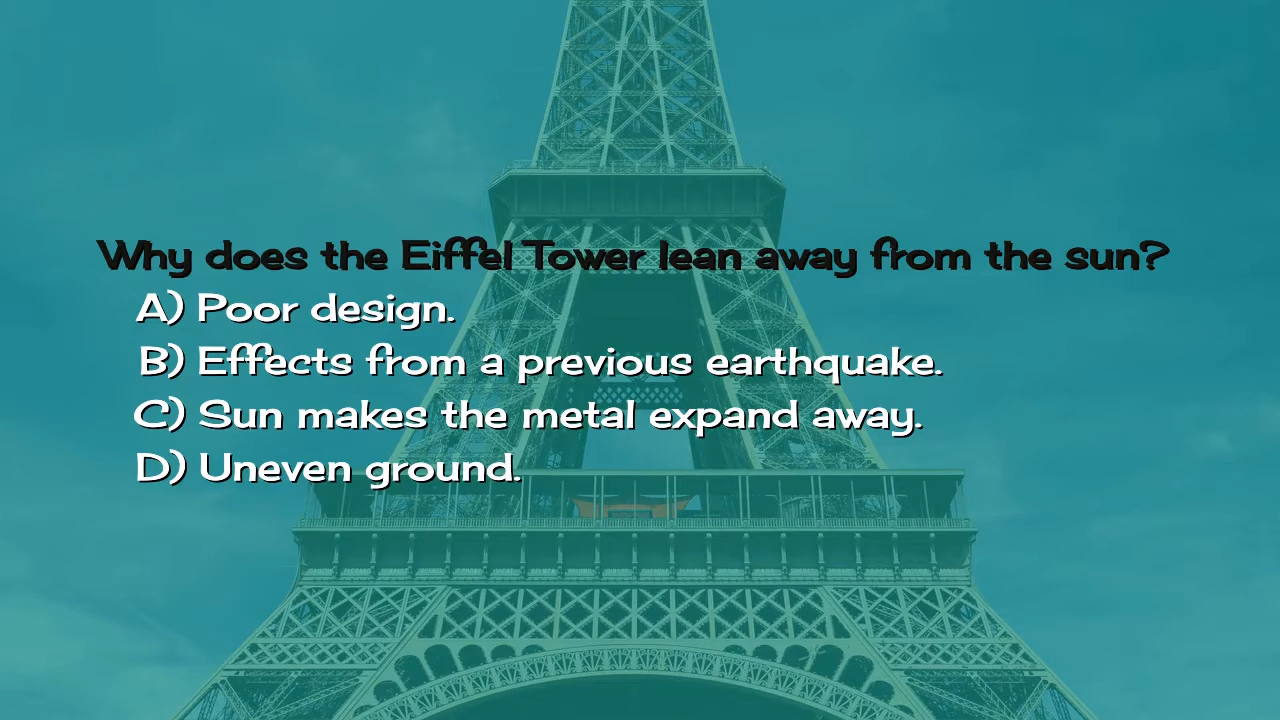 Why does the Eiffel Tower lean away from the sun?
A) Poor design.
B) Effects from a previous earthquake.
C) Sun makes the metal expand away.
D) Uneven ground.